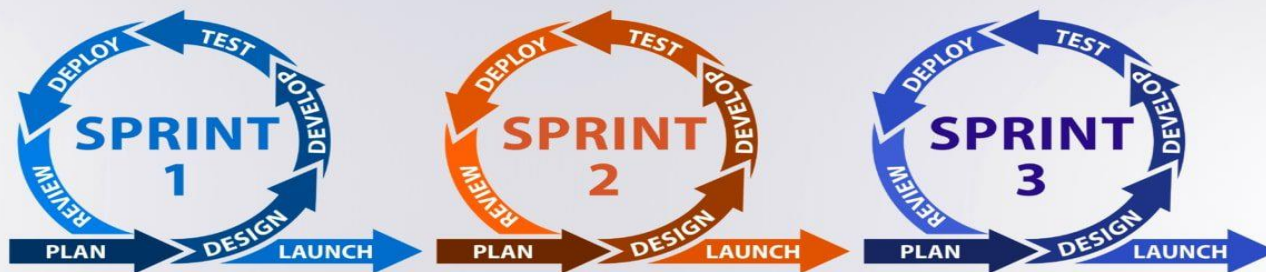 DEPLOY
TEST
DEVELOP
SPRINT
1
REVIEW
DESIGN
PLAN
LAUNCH
DEPLOY
TEST
DEVELOP
SPRINT
2
REVIEW
DESIGN
PLAN
LAUNCH
DEPLOY
TEST
DEVELOP
SPRINT
3
REVIEW
DESIGN
PLAN
LAUNCH